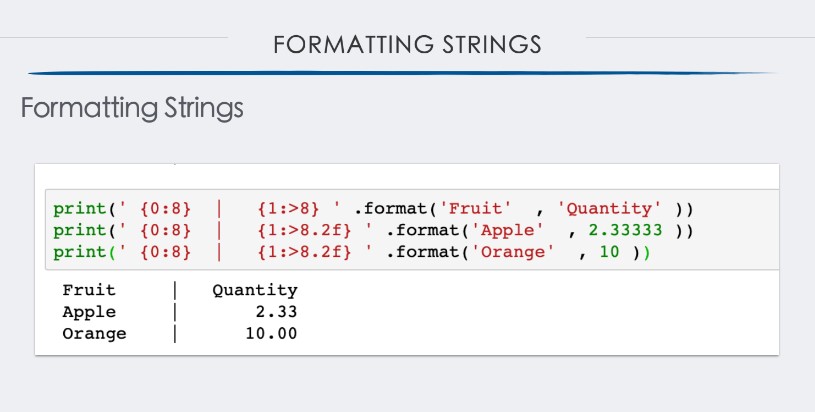 FORMATTING STRINGS
Formatting Strings
print(' {0:8}  |   {1:>8} ' .format('Fruit'  , 'Quantity' ))
print(' {0:8}  |   {1:>8.2f} ' .format('Apple'  , 2.33333 ))
print(' {0:8}  |   {1:>8.2f} ' .format('Orange'  , 10 ))
Fruit     |   Quantity
Apple     |       2.33
Orange    |      10.00